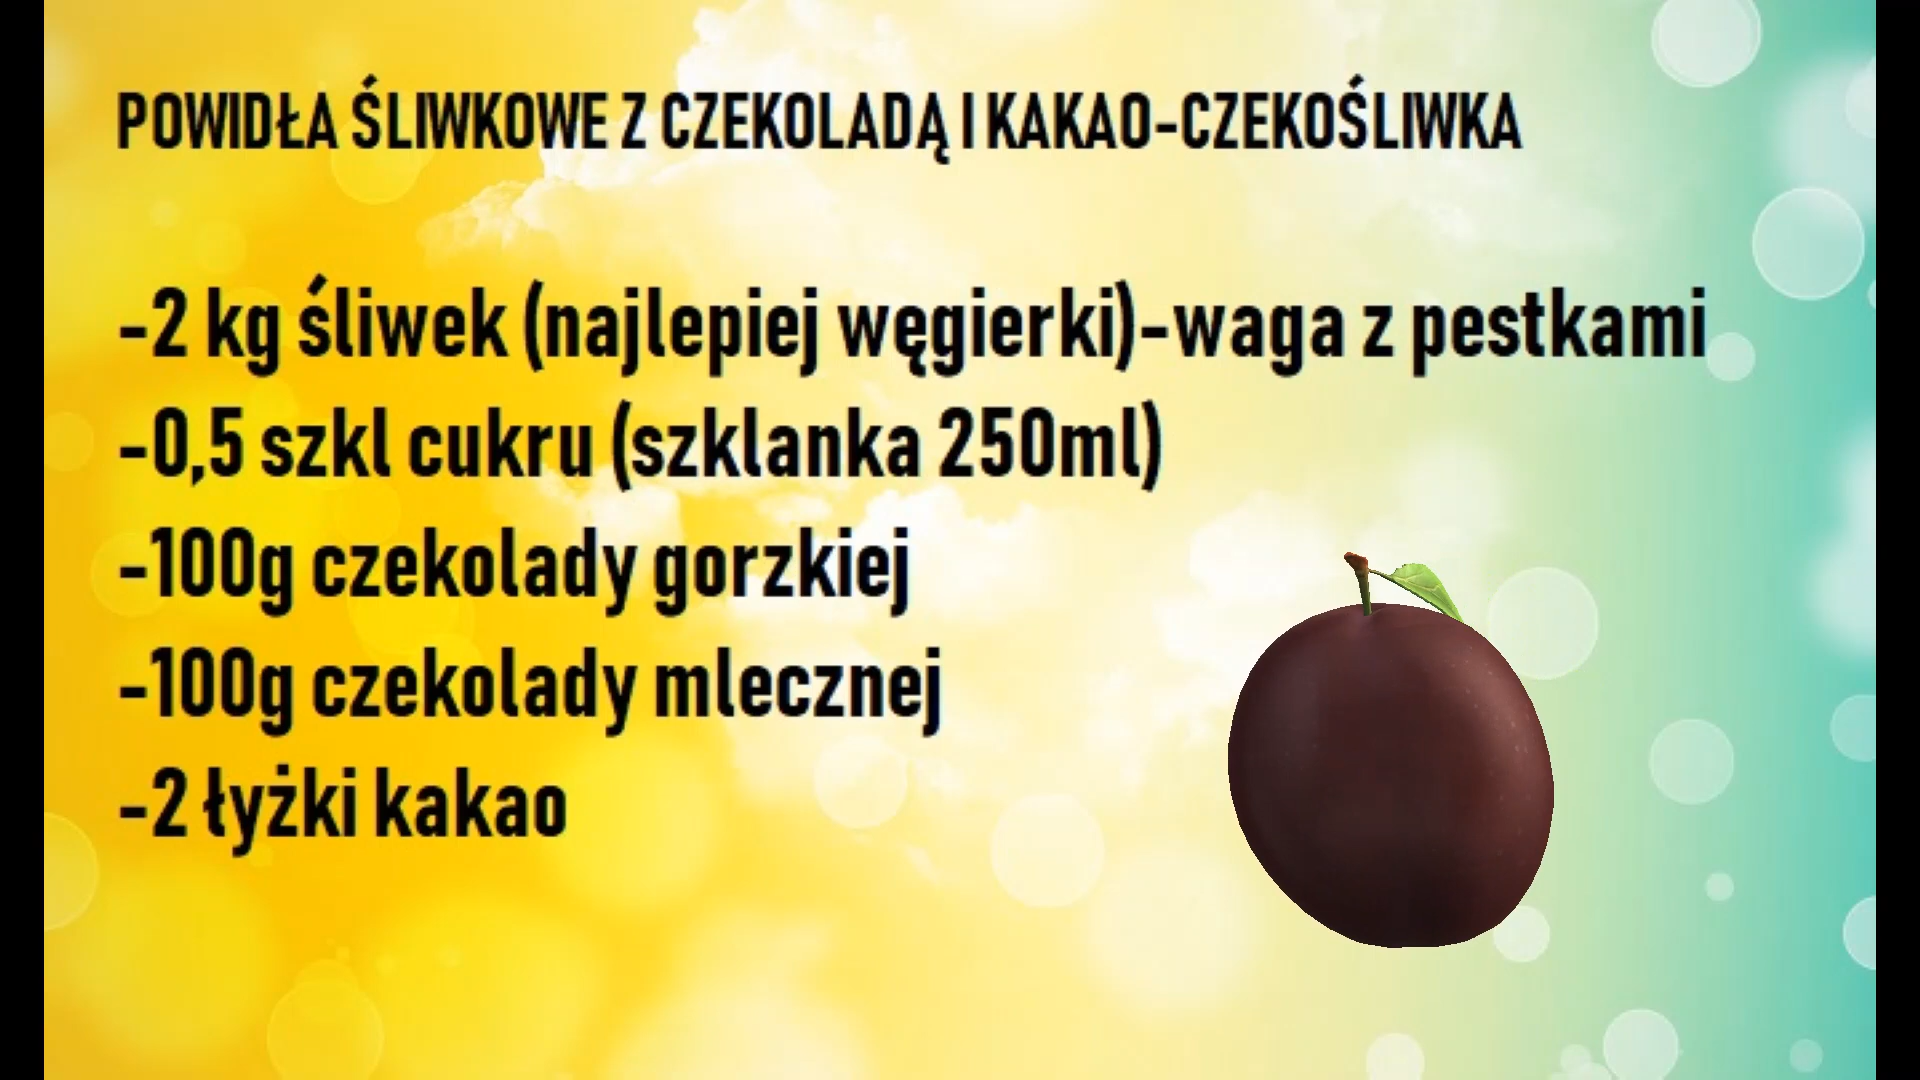 POWIDŁA ŚLIWKOWE Z CZEKOLADĄ I KAKAO-CZEKOŚLIWKA
-2 kg śliwek (najlepiej węgierki)-waga z pestkami
-0,5 szkl cukru (szklanka 250ml)
-100g czekolady gorzkiej
-100g czekolady mlecznej
-2 łyżki kakao